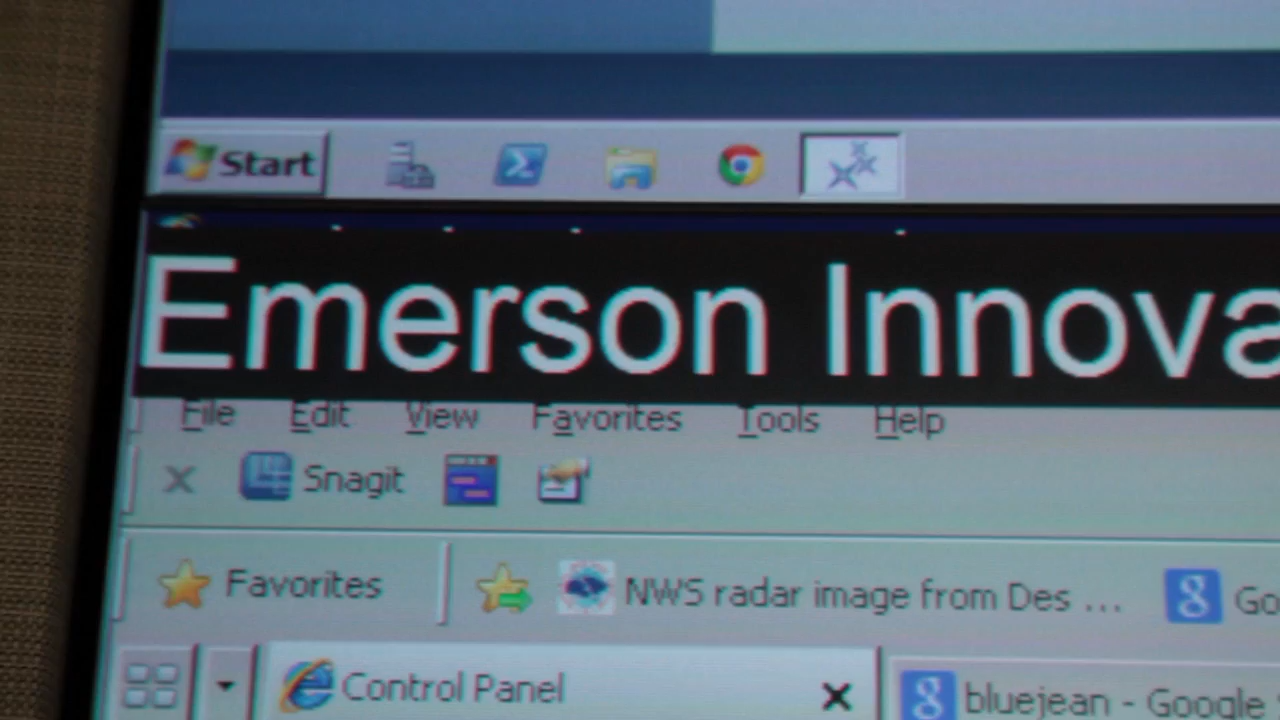 Start
Emerson Innova
File Edit View Favorites Tools Help
x Snagit
Favorites NWS radar image from Des ... Go
Control Panel x bluejean - Google